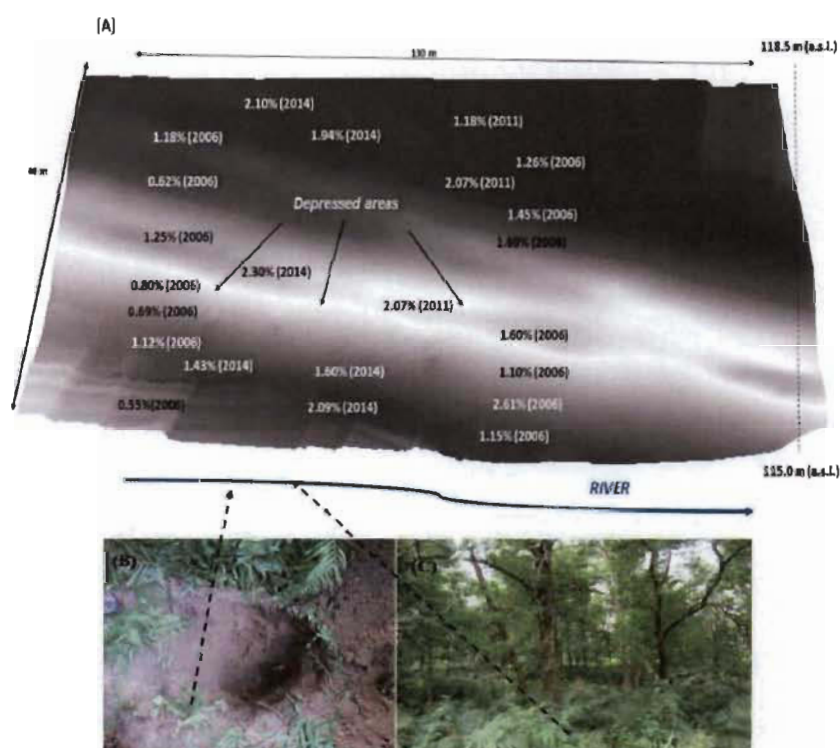 [A]
130 m
118.5 m (a.s.l.)
2.10% (2014)
1.18% (2011)
1.18% (2006)
1.94% (2014)
1.26% (2006)
0.62% (2006)
2.07% (2011)
Depressed areas
1.45% (2006)
1.25% (2006)
1.69% (2006)
2.30% (2014)
0.80% (2006)
2.07% (2011)
0.69% (2006)
1.60% (2006)
1.12% (2006)
1.43% (2014)
1.60% (2014)
1.10% (2006)
0.55%(2006)
2.09% (2014)
2.61% (2006)
1.15% (2006)
115.0 m (a.s.l.)
RIVER
(B)
(C)